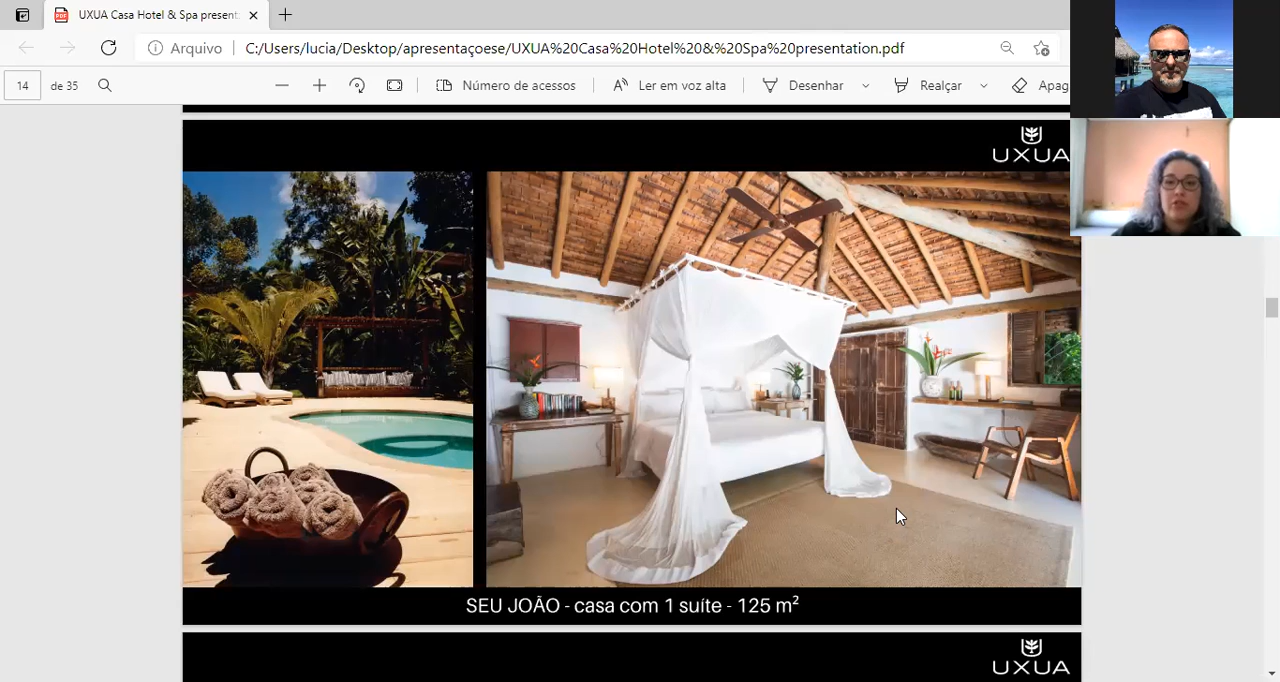 UXUA Casa Hotel & Spa present
Arquivo
C:/Users/lucia/Desktop/apresentaçoese/UXUA%20Casa%20Hotel%20&%20Spa%20presentation.pdf
14 de 35
Número de acessos
Ler em voz alta
Desenhar
Realçar
Apag
UXUA
SEU JOÃO - casa com 1 suíte - 125 m²
UXUA